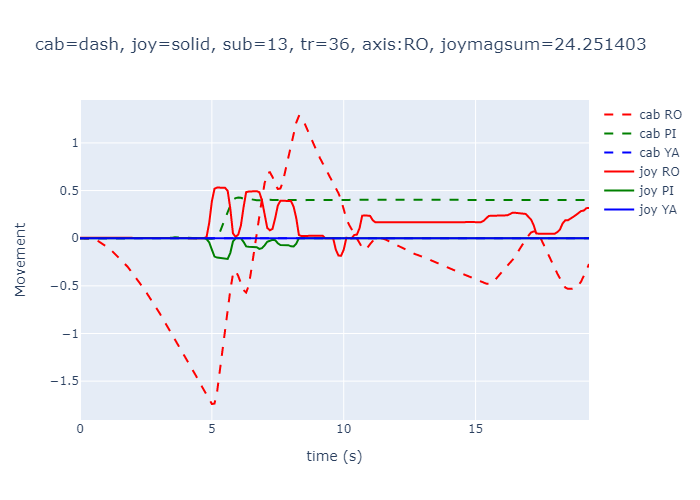 cab=dash, joy=solid, sub=13, tr=36, axis:RO, joymagsum=24.251403
cab RO
cab PI
cab YA
joy RO
joy PI
joy YA
Movement
1
0.5
0
−0.5
−1
−1.5
0
5
10
15
time (s)